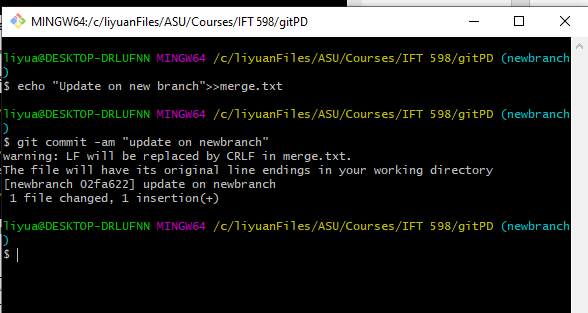 MINGW64:/c/liyuanFiles/ASU/Courses/IFT 598/gitPD
liyua@DESKTOP-DRLUFNN MINGW64 /c/liyuanFiles/ASU/Courses/IFT 598/gitPD (newbranch
)
$ echo "Update on new branch">>merge.txt
liyua@DESKTOP-DRLUFNN MINGW64 /c/liyuanFiles/ASU/Courses/IFT 598/gitPD (newbranch
)
$ git commit -am "update on newbranch"
warning: LF will be replaced by CRLF in merge.txt.
The file will have its original line endings in your working directory
[newbranch 02fa622] update on newbranch
 1 file changed, 1 insertion(+)
liyua@DESKTOP-DRLUFNN MINGW64 /c/liyuanFiles/ASU/Courses/IFT 598/gitPD (newbranch
)
$